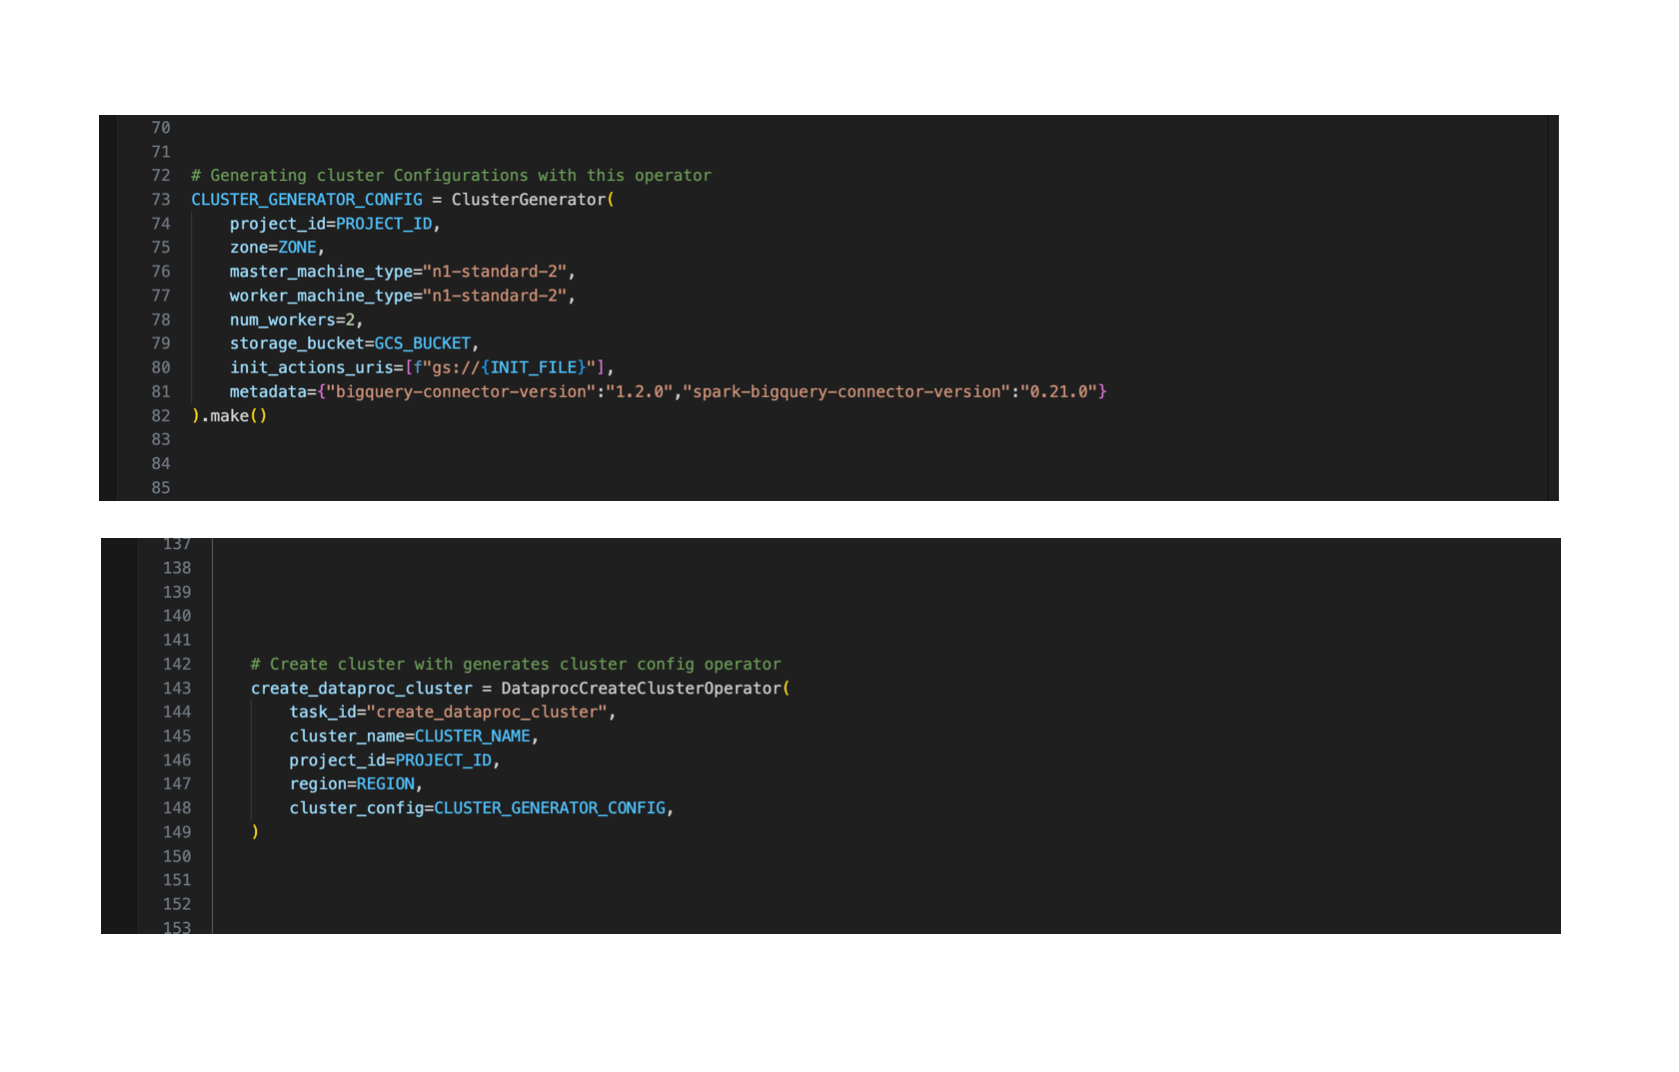 70
71
72 # Generating cluster Configurations with this operator
73 CLUSTER_GENERATOR_CONFIG = ClusterGenerator(
74     project_id=PROJECT_ID,
75     zone=ZONE,
76     master_machine_type="n1-standard-2",
77     worker_machine_type="n1-standard-2",
78     num_workers=2,
79     storage_bucket=GCS_BUCKET,
80     init_actions_uris=[f"gs://{INIT_FILE}"],
81     metadata={"bigquery-connector-version":"1.2.0","spark-bigquery-connector-version":"0.21.0"}
82 ).make()
83
84
85
137
138
139
140
141
142     # Create cluster with generates cluster config operator
143     create_dataproc_cluster = DataprocCreateClusterOperator(
144         task_id="create_dataproc_cluster",
145         cluster_name=CLUSTER_NAME,
146         project_id=PROJECT_ID,
147         region=REGION,
148         cluster_config=CLUSTER_GENERATOR_CONFIG,
149     )
150
151
152
153